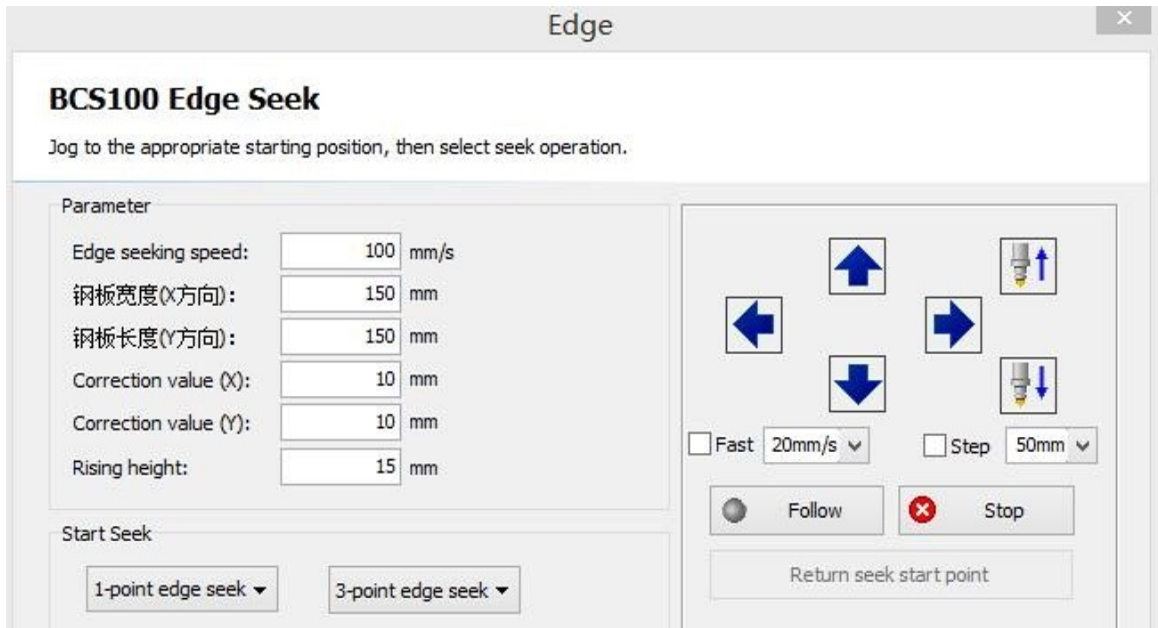 Edge
BCS100 Edge Seek
Jog to the appropriate starting position, then select seek operation.
Parameter
Edge seeking speed: 100 mm/s
钢板宽度(X方向): 150 mm
钢板长度(Y方向): 150 mm
Correction value (X): 10 mm
Correction value (Y): 10 mm
Rising height: 15 mm
Start Seek
1-point edge seek 3-point edge seek
Fast 20mm/s Step 50mm
Follow Stop
Return seek start point